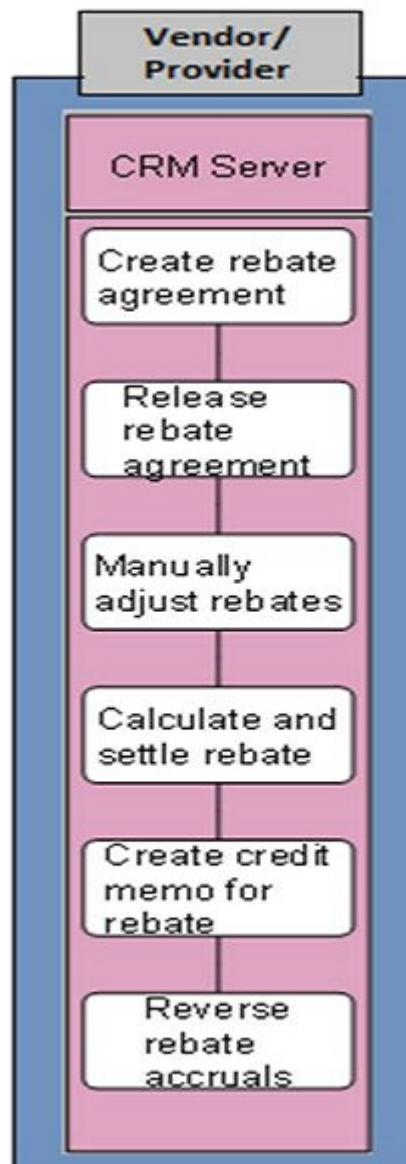 Vendor/
Provider
CRM Server
Create rebate
agreement
Release
rebate
agreement
Manually
adjust rebates
Calculate and
settle rebate
Create credit
memo for
rebate
Reverse
rebate
accruals